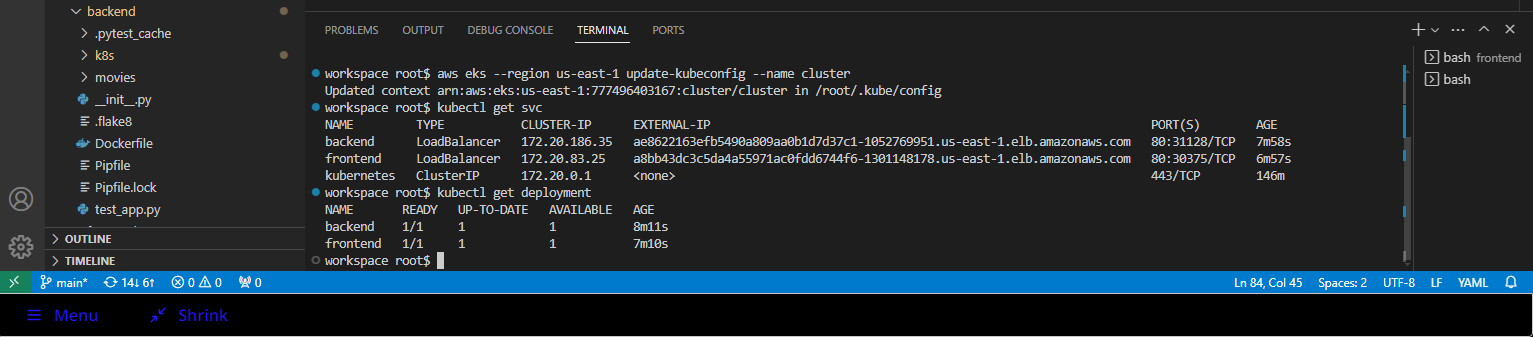 backend
.pytest_cache
k8s
movies
__init__.py
.flake8
Dockerfile
Pipfile
Pipfile.lock
test_app.py
OUTLINE
TIMELINE
PROBLEMS OUTPUT DEBUG CONSOLE TERMINAL PORTS
workspace root$ aws eks --region us-east-1 update-kubeconfig --name cluster
Updated context arn:aws:eks:us-east-1:777496403167:cluster/cluster in /root/.kube/config
workspace root$ kubectl get svc
NAME TYPE CLUSTER-IP EXTERNAL-IP PORT(S) AGE
backend LoadBalancer 172.20.186.35 ae8622163efb5490a809aa0b1d7d37c1-1052769951.us-east-1.elb.amazonaws.com 80:31128/TCP 7m58s
frontend LoadBalancer 172.20.83.25 a8bb43dc3c5da4a55971ac0fdd6744f6-1301148178.us-east-1.elb.amazonaws.com 80:30375/TCP 6m57s
kubernetes ClusterIP 172.20.0.1 <none> 443/TCP 146m
workspace root$ kubectl get deployment
NAME READY UP-TO-DATE AVAILABLE AGE
backend 1/1 1 1 8m11s
frontend 1/1 1 1 7m10s
workspace root$
bash frontend
bash
main* 14↓ 6↑ 0 0 0 Ln 84, Col 45 Spaces: 2 UTF-8 LF YAML
Menu Shrink